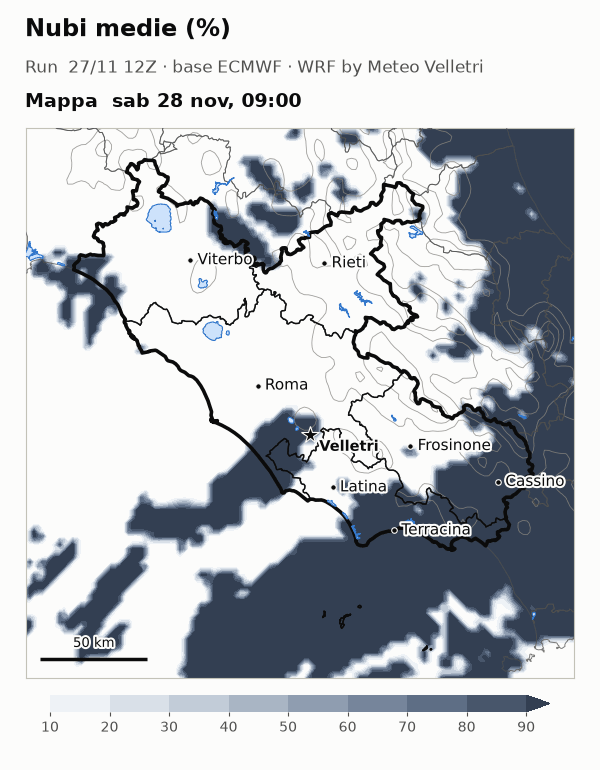 Nubi medie (%)
Run  27/11 12Z · base ECMWF · WRF by Meteo Velletri
Mappa  sab 28 nov, 09:00
Viterbo
Rieti
Roma
Velletri
Frosinone
Cassino
Latina
Terracina
50 km
10 20 30 40 50 60 70 80 90